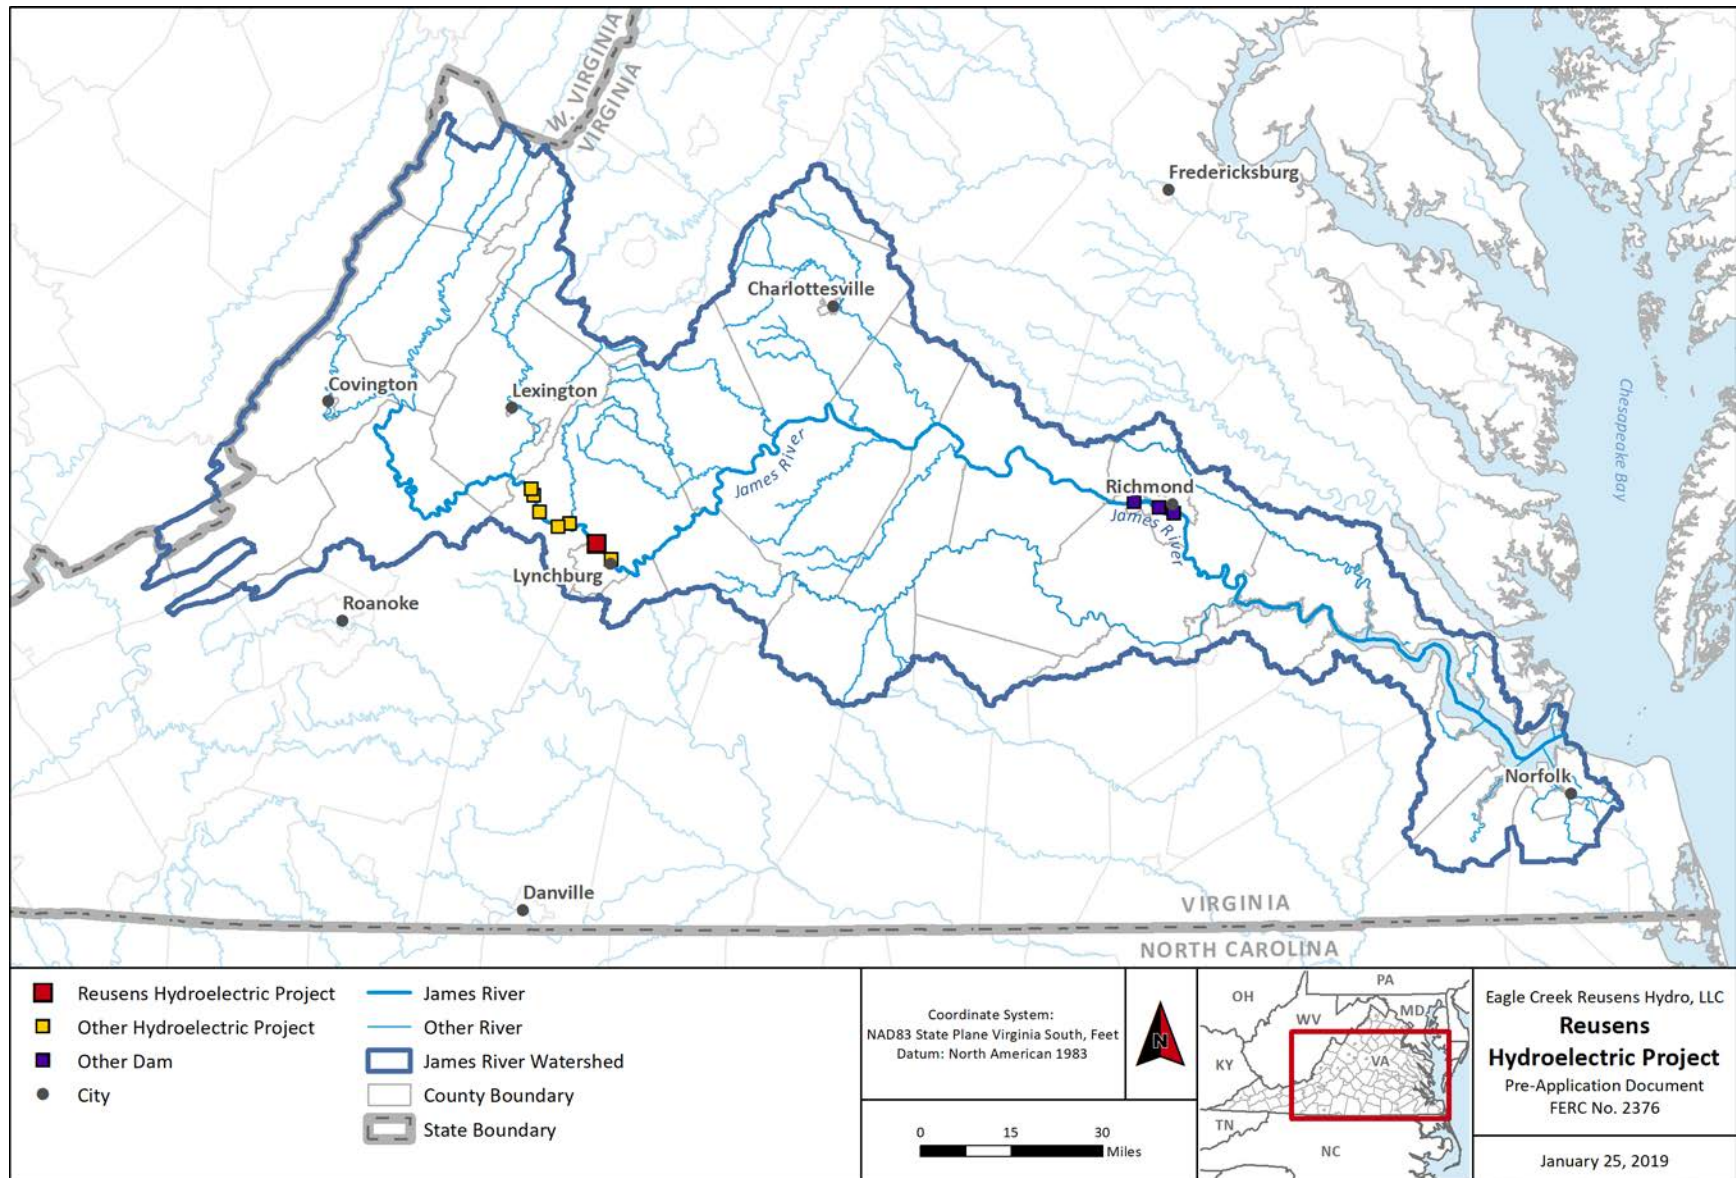 W. VIRGINIA
VIRGINIA
Fredericksburg
Charlottesville
Chesapeake Bay
Covington
Lexington
James River
Richmond
James River
Lynchburg
Roanoke
Norfolk
Danville
VIRGINIA
NORTH CAROLINA
Reusens Hydroelectric Project
Other Hydroelectric Project
Other Dam
City
James River
Other River
James River Watershed
County Boundary
State Boundary
Coordinate System:
NAD83 State Plane Virginia South, Feet
Datum: North American 1983
N
0 15 30
Miles
PA
OH
MD
WV
KY
VA
TN
NC
Eagle Creek Reusens Hydro, LLC
Reusens
Hydroelectric Project
Pre-Application Document
FERC No. 2376
January 25, 2019